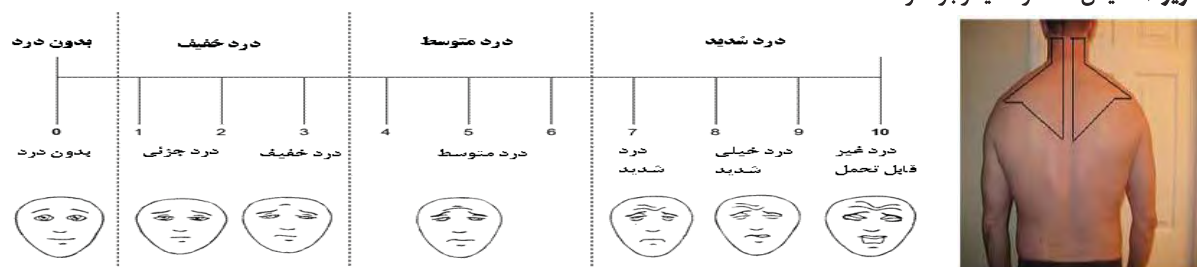 بدون درد درد خفیف درد متوسط درد شدید
0 1 2 3 4 5 6 7 8 9 10
بدون درد درد جزئی درد خفیف درد متوسط درد درد خیلی درد غیر
شدید شدید قابل تحمل